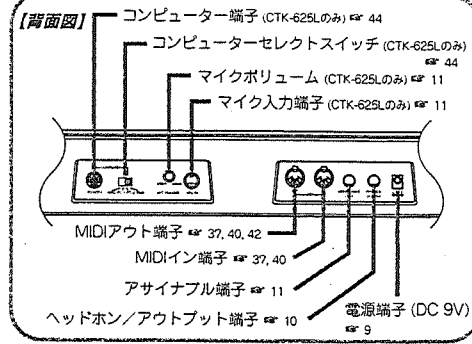 【背面図】
コンピューター端子 (CTK-625Lのみ) ☞ 44
コンピューターセレクトスイッチ (CTK-625Lのみ)
☞ 44
マイクボリューム (CTK-625Lのみ) ☞ 11
マイク入力端子 (CTK-625Lのみ) ☞ 11
MIDIアウト端子 ☞ 37, 40, 42
MIDIイン端子 ☞ 37, 40
アサイナブル端子 ☞ 11
ヘッドホン／アウトプット端子 ☞ 10
電源端子 (DC 9V)
☞ 9